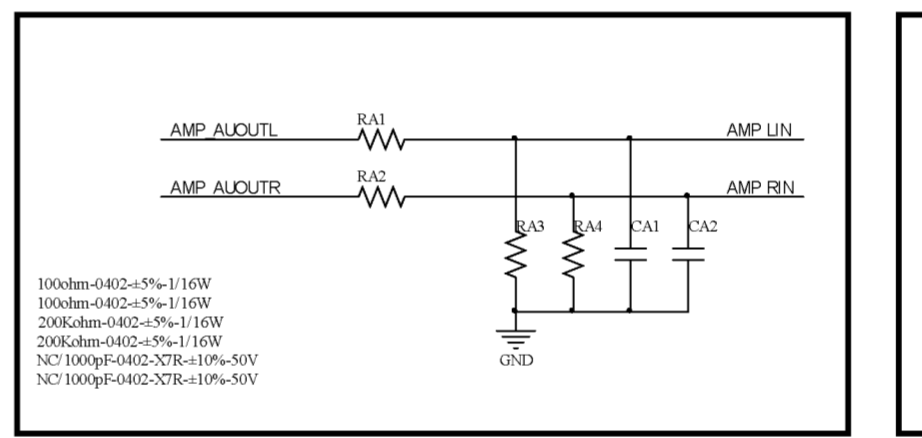 RA1
AMP_AUOUTL
AMP LIN
RA2
AMP AUOUTR
AMP RIN
RA3
RA4
CA1
CA2
100ohm-0402-±5%-1/16W
100ohm-0402-±5%-1/16W
200Kohm-0402-±5%-1/16W
200Kohm-0402-±5%-1/16W
NC/1000pF-0402-X7R-±10%-50V
NC/1000pF-0402-X7R-±10%-50V
GND